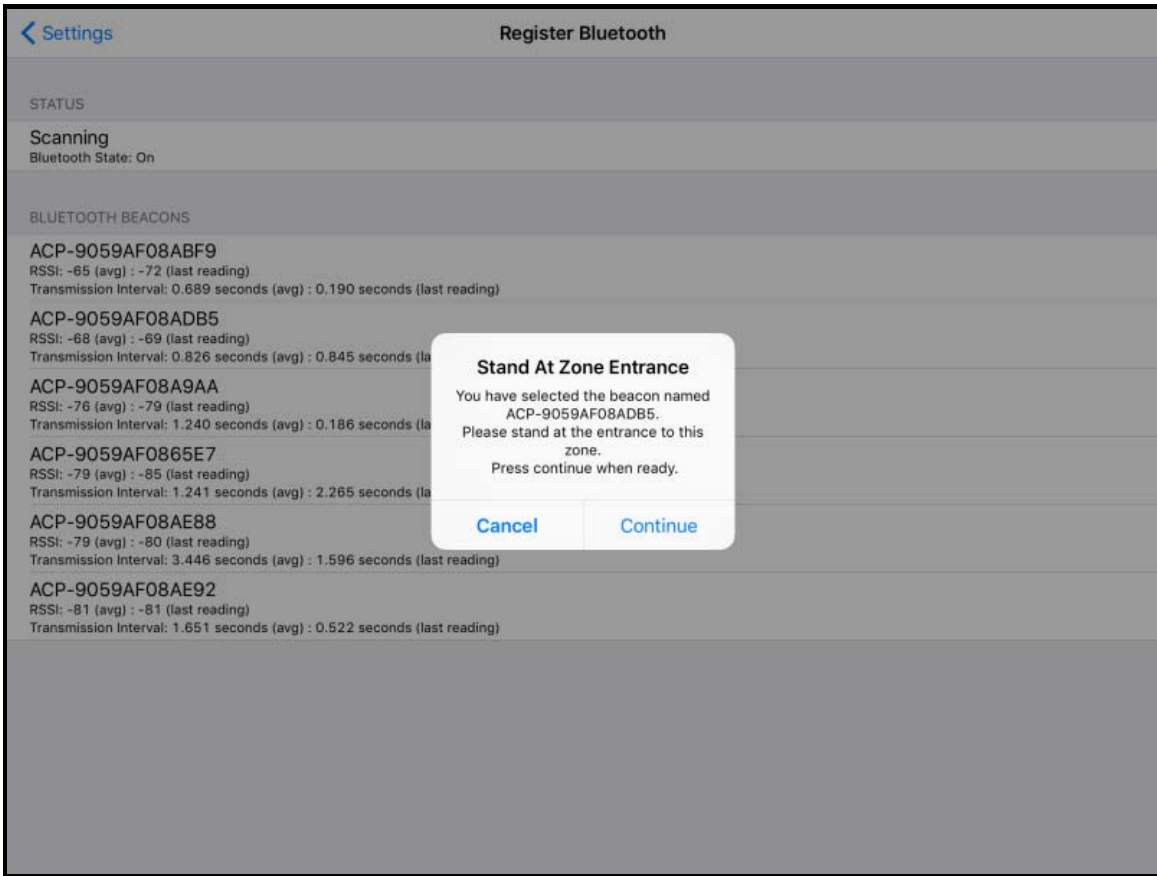 Settings
Register Bluetooth
STATUS
Scanning
Bluetooth State: On
BLUETOOTH BEACONS
ACP-9059AF08ABF9
RSSI: -65 (avg) : -72 (last reading)
Transmission Interval: 0.689 seconds (avg) : 0.190 seconds (last reading)
ACP-9059AF08ADB5
RSSI: -68 (avg) : -69 (last reading)
Transmission Interval: 0.826 seconds (avg) : 0.845 seconds (la
ACP-9059AF08A9AA
RSSI: -76 (avg) : -79 (last reading)
Transmission Interval: 1.240 seconds (avg) : 0.186 seconds (la
ACP-9059AF0865E7
RSSI: -79 (avg) : -85 (last reading)
Transmission Interval: 1.241 seconds (avg) : 2.265 seconds (la
ACP-9059AF08AE88
RSSI: -79 (avg) : -80 (last reading)
Transmission Interval: 3.446 seconds (avg) : 1.596 seconds (last reading)
ACP-9059AF08AE92
RSSI: -81 (avg) : -81 (last reading)
Transmission Interval: 1.651 seconds (avg) : 0.522 seconds (last reading)
Stand At Zone Entrance
You have selected the beacon named
ACP-9059AF08ADB5.
Please stand at the entrance to this
zone.
Press continue when ready.
Cancel
Continue